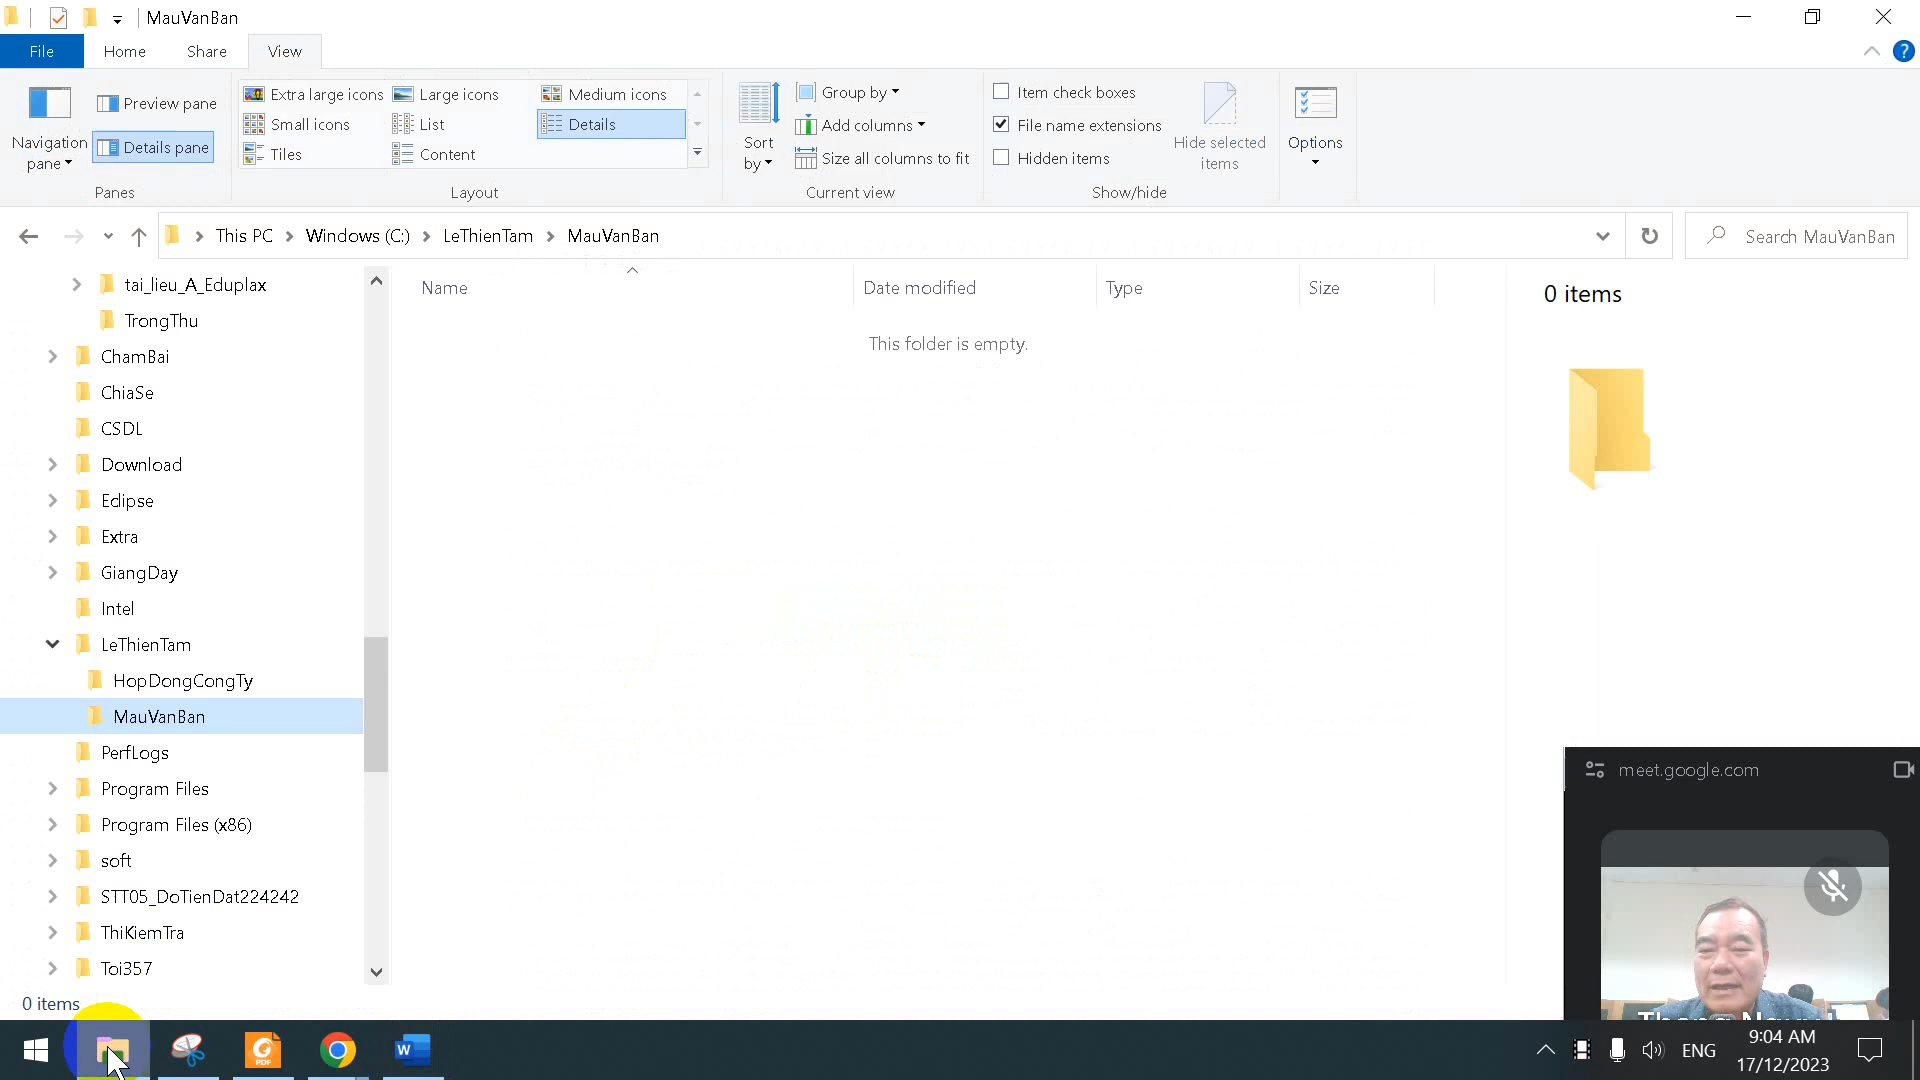 MauVanBan
File Home Share View
Navigation pane
Preview pane
Details pane
Panes
Extra large icons Large icons Medium icons
Small icons List Details
Tiles Content
Layout
Sort by
Group by
Add columns
Size all columns to fit
Current view
Item check boxes
File name extensions
Hidden items
Hide selected items
Show/hide
Options
This PC Windows (C:) LeThienTam MauVanBan
Search MauVanBan
tai_lieu_A_Eduplax
TrongThu
ChamBai
ChiaSe
CSDL
Download
Eclipse
Extra
GiangDay
Intel
LeThienTam
HopDongCongTy
MauVanBan
PerfLogs
Program Files
Program Files (x86)
soft
STT05_DoTienDat224242
ThiKiemTra
Toi357
Name Date modified Type Size
This folder is empty.
0 items
meet.google.com
0 items
PDF
W
ENG
9:04 AM
17/12/2023